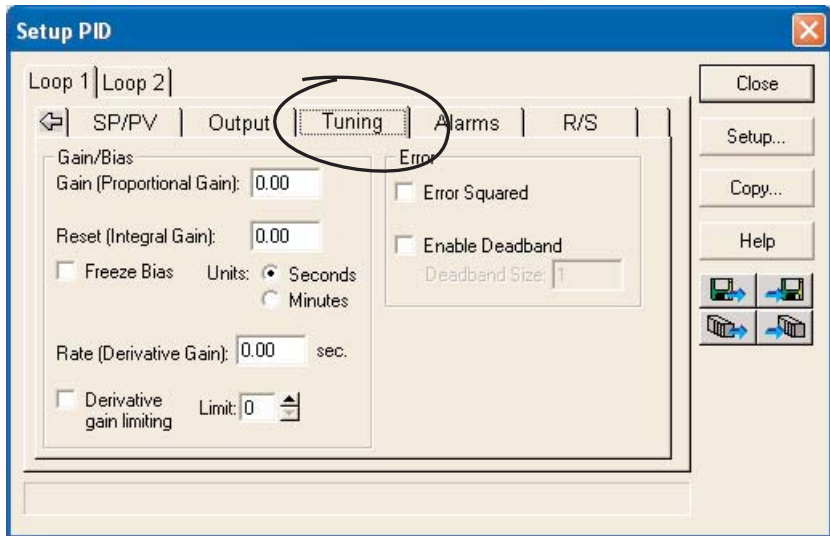 Setup PID
Loop 1 Loop 2
SP/PV Output Tuning Alarms R/S
Gain/Bias
Gain (Proportional Gain): 0.00
Reset (Integral Gain): 0.00
Freeze Bias Units: Seconds
Minutes
Rate (Derivative Gain): 0.00 sec.
Derivative
gain limiting Limit: 0
Error
Error Squared
Enable Deadband
Deadband Size: 1
Close
Setup...
Copy...
Help